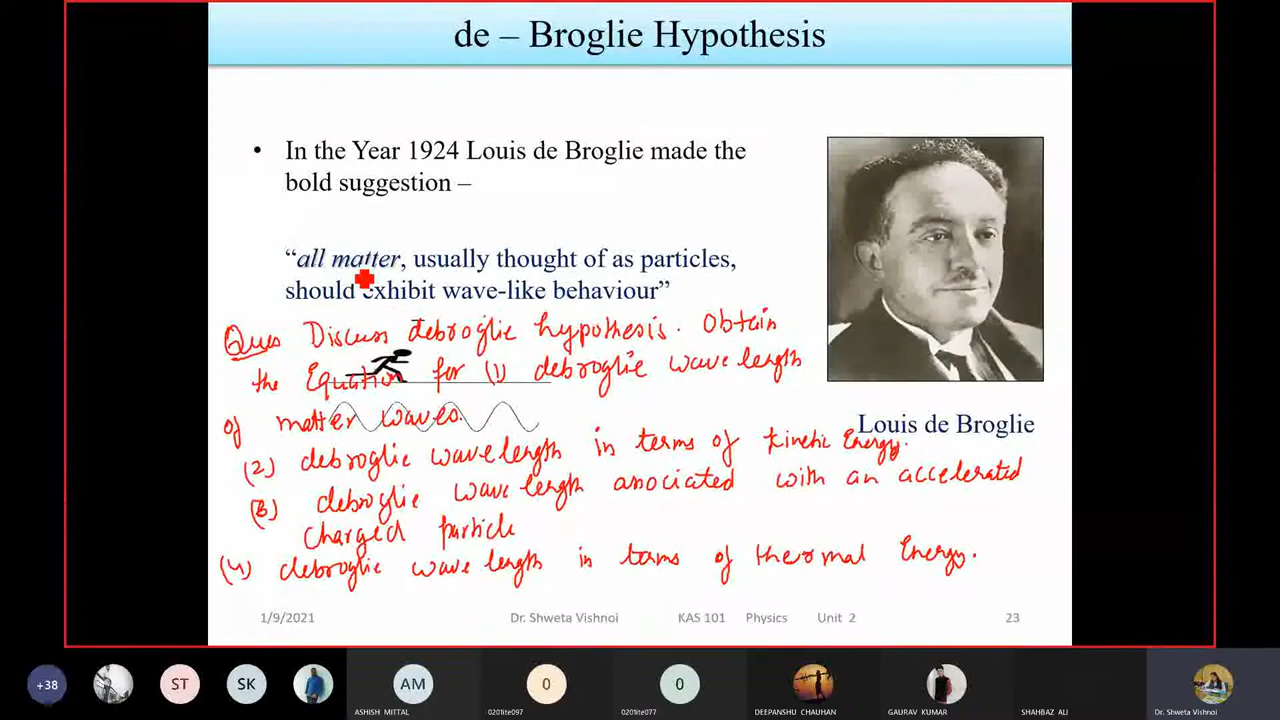 de – Broglie Hypothesis
• In the Year 1924 Louis de Broglie made the
bold suggestion –
“all matter, usually thought of as particles,
should exhibit wave-like behaviour”
Ques Discuss debroglie hypothesis. Obtain
the Equation for (1) debroglie wave length
of matter waves.
Louis de Broglie
(2) debroglie wavelength in terms of kinetic Energy.
(3) debroglie wave length associated with an accelerated
charged particle
(4) debroglie wave length in terms of thermal Energy.
1/9/2021 Dr. Shweta Vishnoi KAS 101 Physics Unit 2 23
+38 ST SK AM 0 0
ASHISH MITTAL 0201ite097 0201ite077 DEEPANSHU CHAUHAN GAURAV KUMAR SHAHBAZ ALI Dr. Shweta Vishnoi